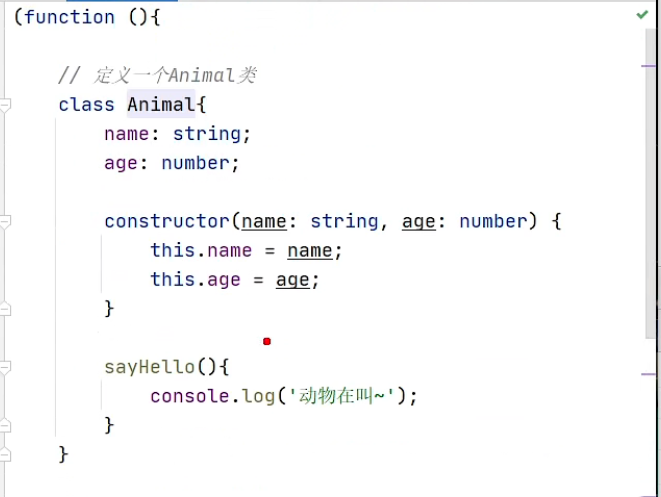 (function (){
// 定义一个Animal类
class Animal{
name: string;
age: number;
constructor(name: string, age: number) {
this.name = name;
this.age = age;
}
sayHello(){
console.log('动物在叫~');
}
}